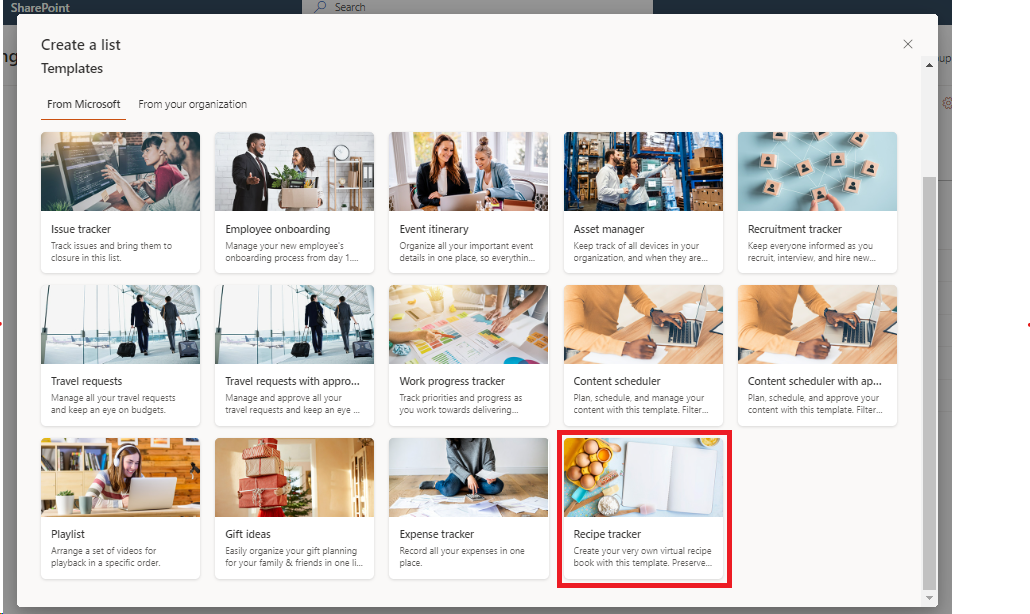 SharePoint
Search
Create a list
Templates
From Microsoft
From your organization
Issue tracker
Track issues and bring them to
closure in this list.
Employee onboarding
Manage your new employee's
onboarding process from day 1....
Event itinerary
Organize all your important event
details in one place, so everythin...
Asset manager
Keep track of all devices in your
organization, and when they are...
Recruitment tracker
Keep everyone informed as you
recruit, interview, and hire new...
Travel requests
Manage all your travel requests
and keep an eye on budgets.
Travel requests with appro...
Manage and approve all your
travel requests and keep an eye ...
Work progress tracker
Track priorities and progress as
you work towards delivering...
Content scheduler
Plan, schedule, and manage your
content with this template. Filter...
Content scheduler with ap...
Plan, schedule, and approve your
content with this template. Filter...
Playlist
Arrange a set of videos for
playback in a specific order.
Gift ideas
Easily organize your gift planning
for your family & friends in one li...
Expense tracker
Record all your expenses in one
place.
Recipe tracker
Create your very own virtual recipe
book with this template. Preserve...